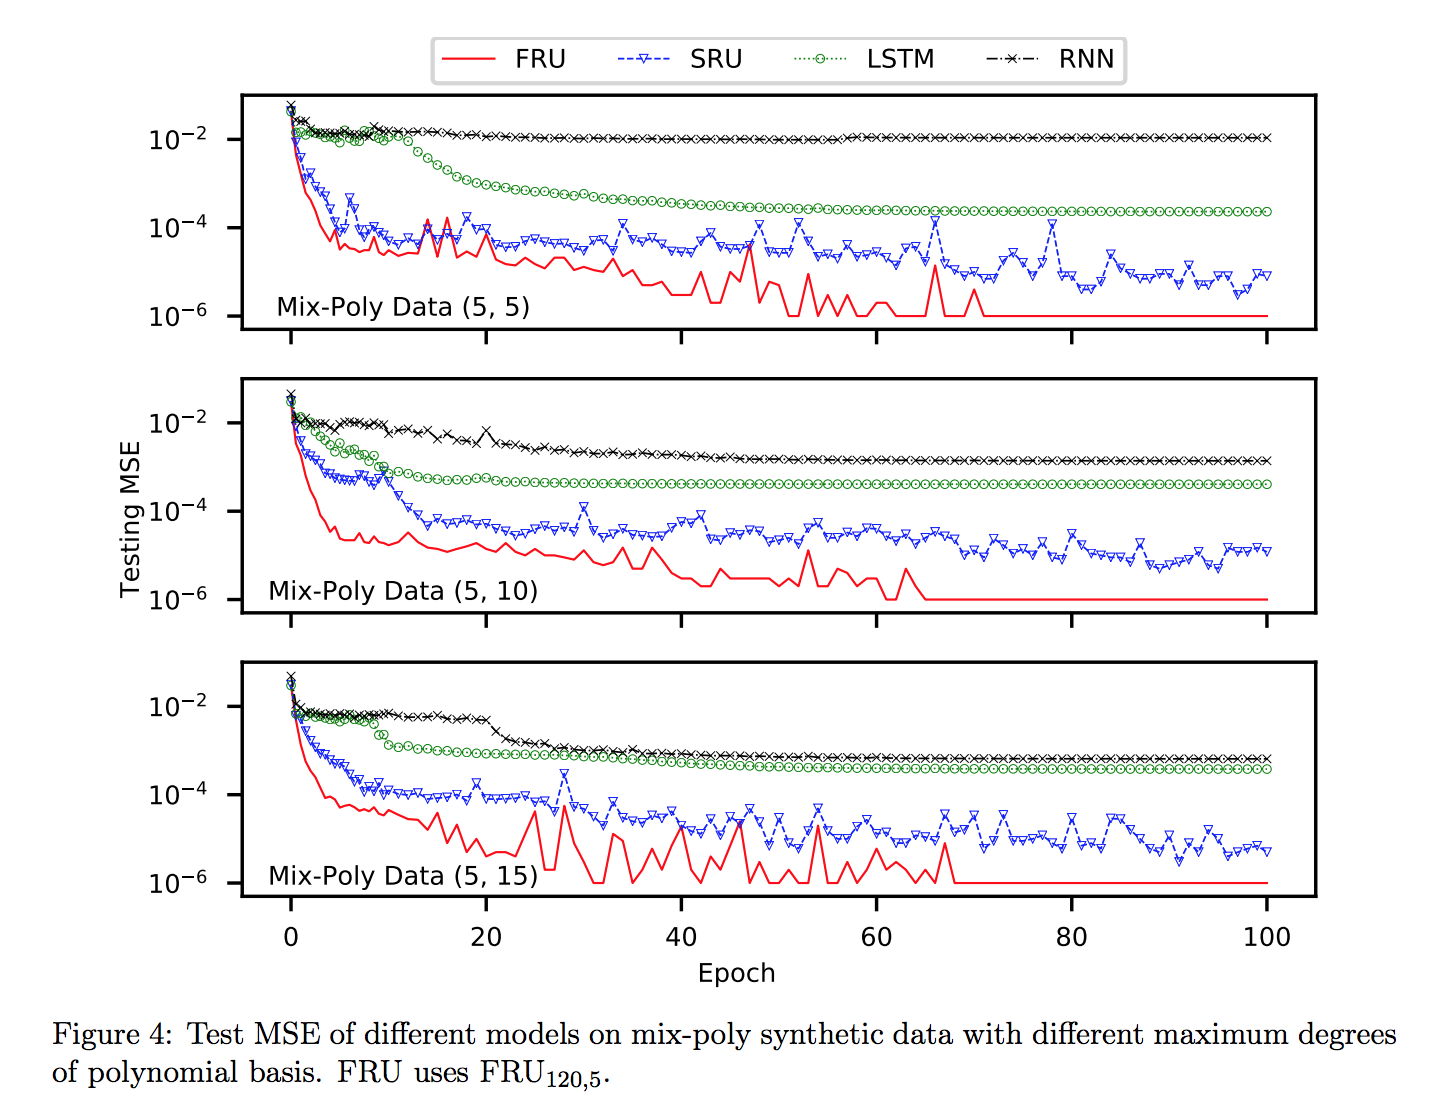 FRU SRU LSTM RNN
10⁻²
10⁻⁴
10⁻⁶
Mix-Poly Data (5, 5)
10⁻²
10⁻⁴
10⁻⁶
Mix-Poly Data (5, 10)
Testing MSE
10⁻²
10⁻⁴
10⁻⁶
Mix-Poly Data (5, 15)
0 20 40 60 80 100
Epoch
Figure 4: Test MSE of different models on mix-poly synthetic data with different maximum degrees
of polynomial basis. FRU uses FRU₁₂₀,₅.